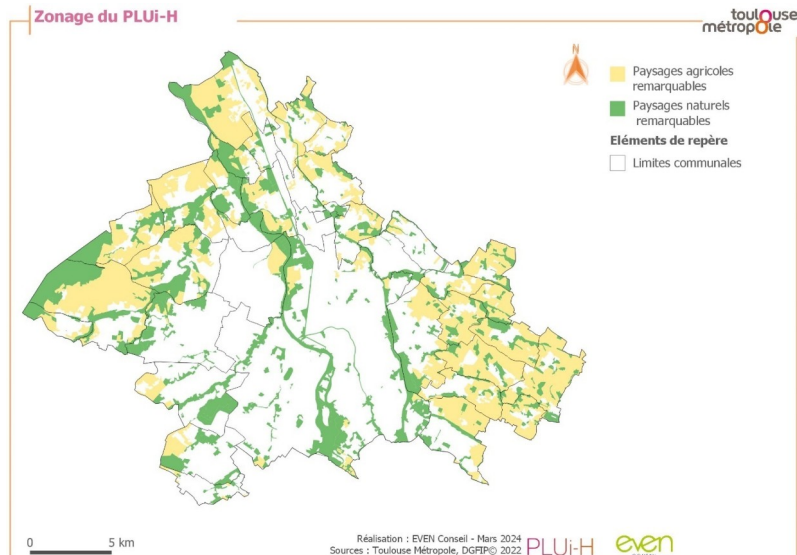 Zonage du PLUi-H
toulouse
métropole
N
Paysages agricoles
remarquables
Paysages naturels
remarquables
Eléments de repère
Limites communales
0 5 km
Réalisation : EVEN Conseil - Mars 2024
Sources : Toulouse Métropole, DGFIP© 2022
PLUi-H
even